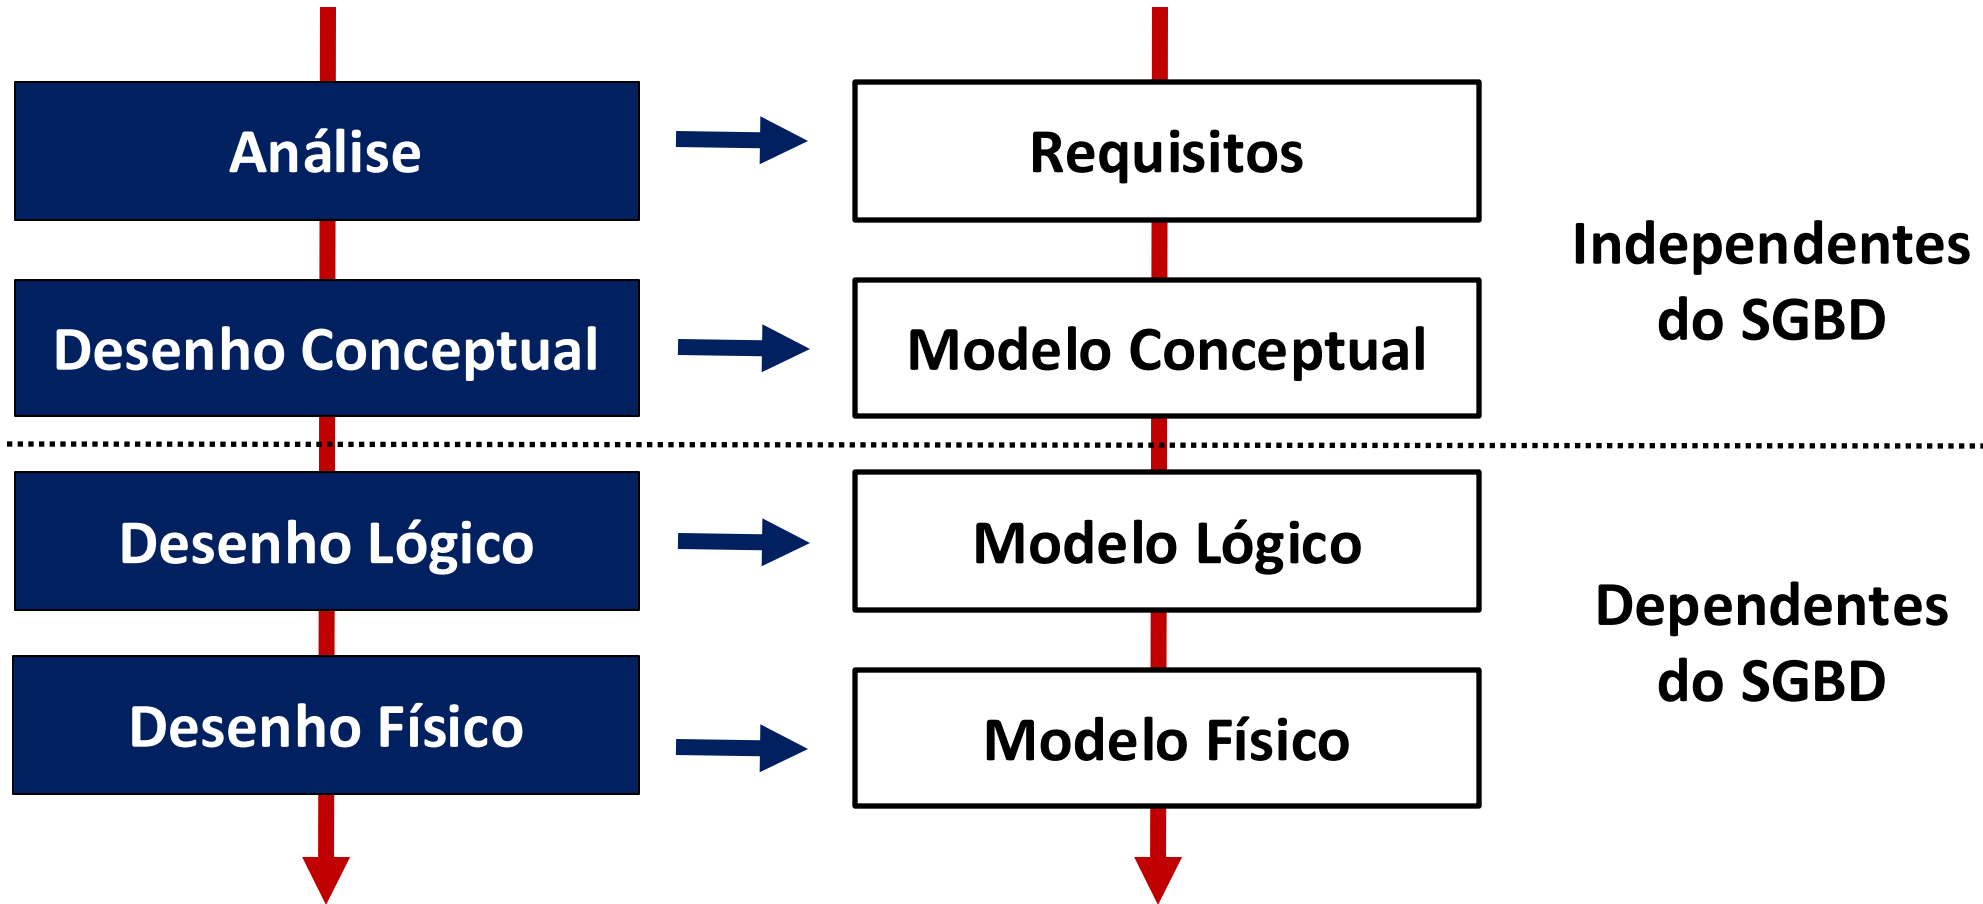 Análise
Requisitos
Desenho Conceptual
Modelo Conceptual
Independentes
do SGBD
Desenho Lógico
Modelo Lógico
Desenho Físico
Modelo Físico
Dependentes
do SGBD